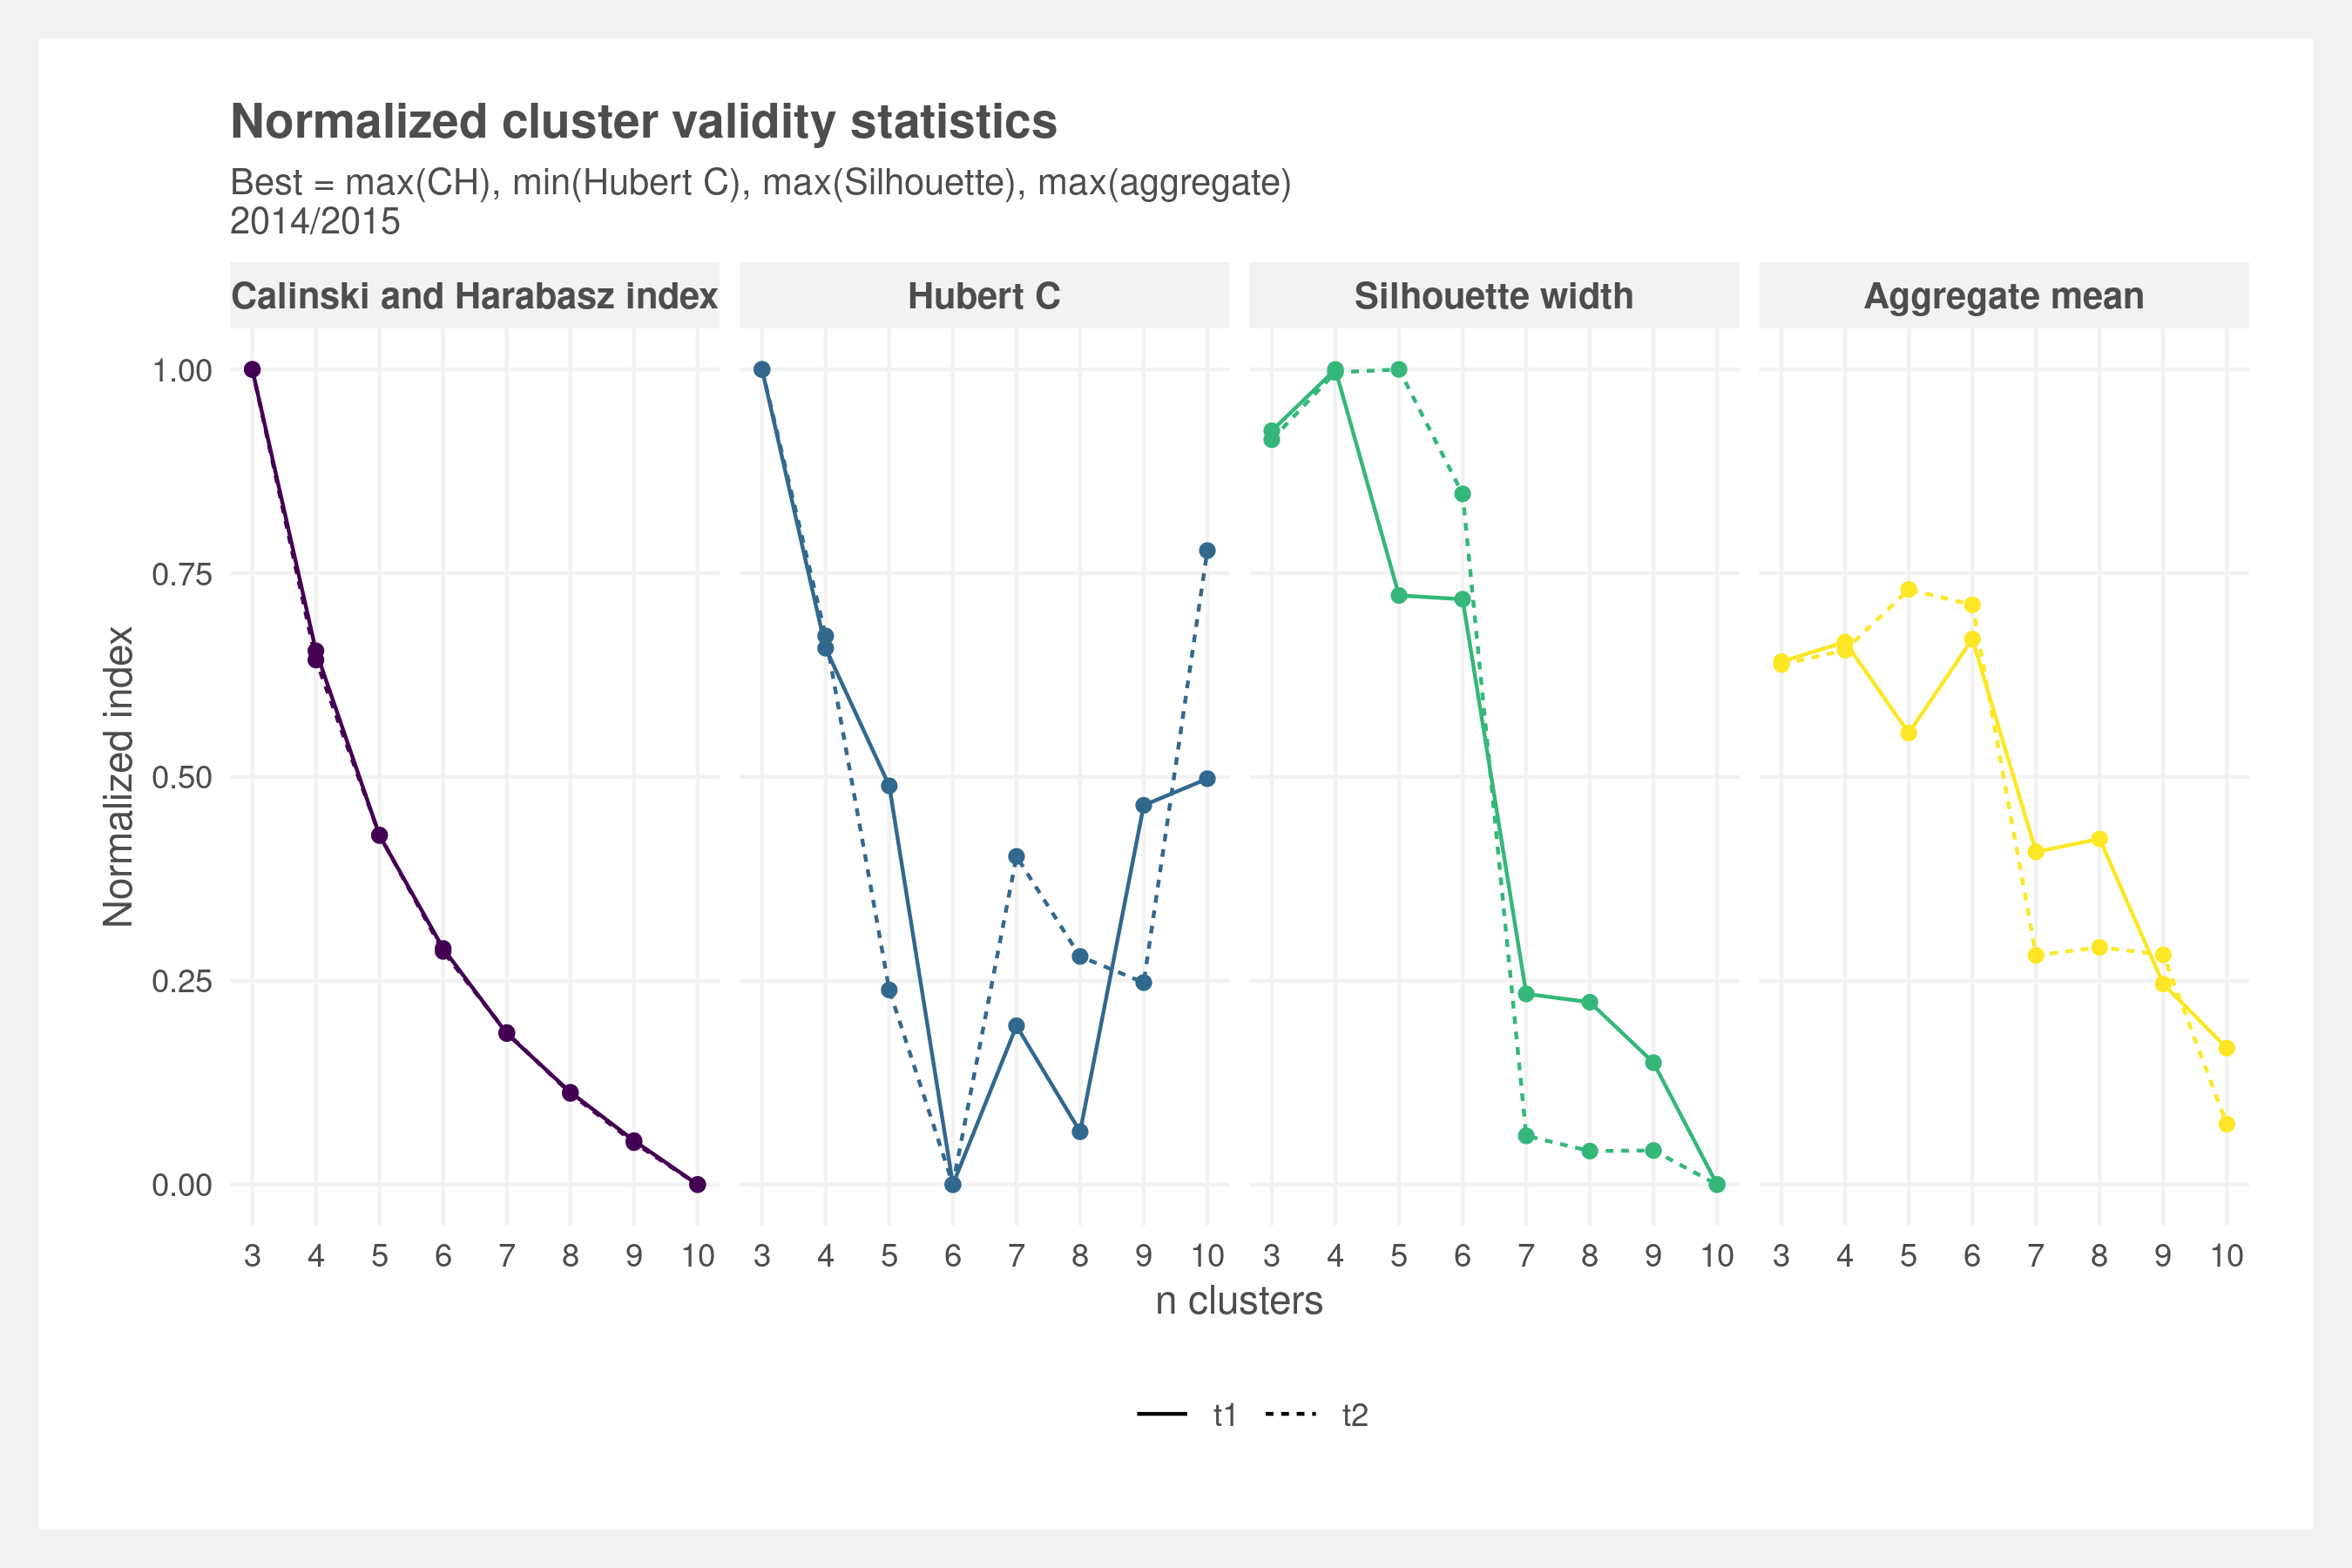 Normalized cluster validity statistics
Best = max(CH), min(Hubert C), max(Silhouette), max(aggregate)
2014/2015
Calinski and Harabasz index
Hubert C
Silhouette width
Aggregate mean
Normalized index
1.00
0.75
0.50
0.25
0.00
3 4 5 6 7 8 9 10
3 4 5 6 7 8 9 10
3 4 5 6 7 8 9 10
3 4 5 6 7 8 9 10
n clusters
t1
t2